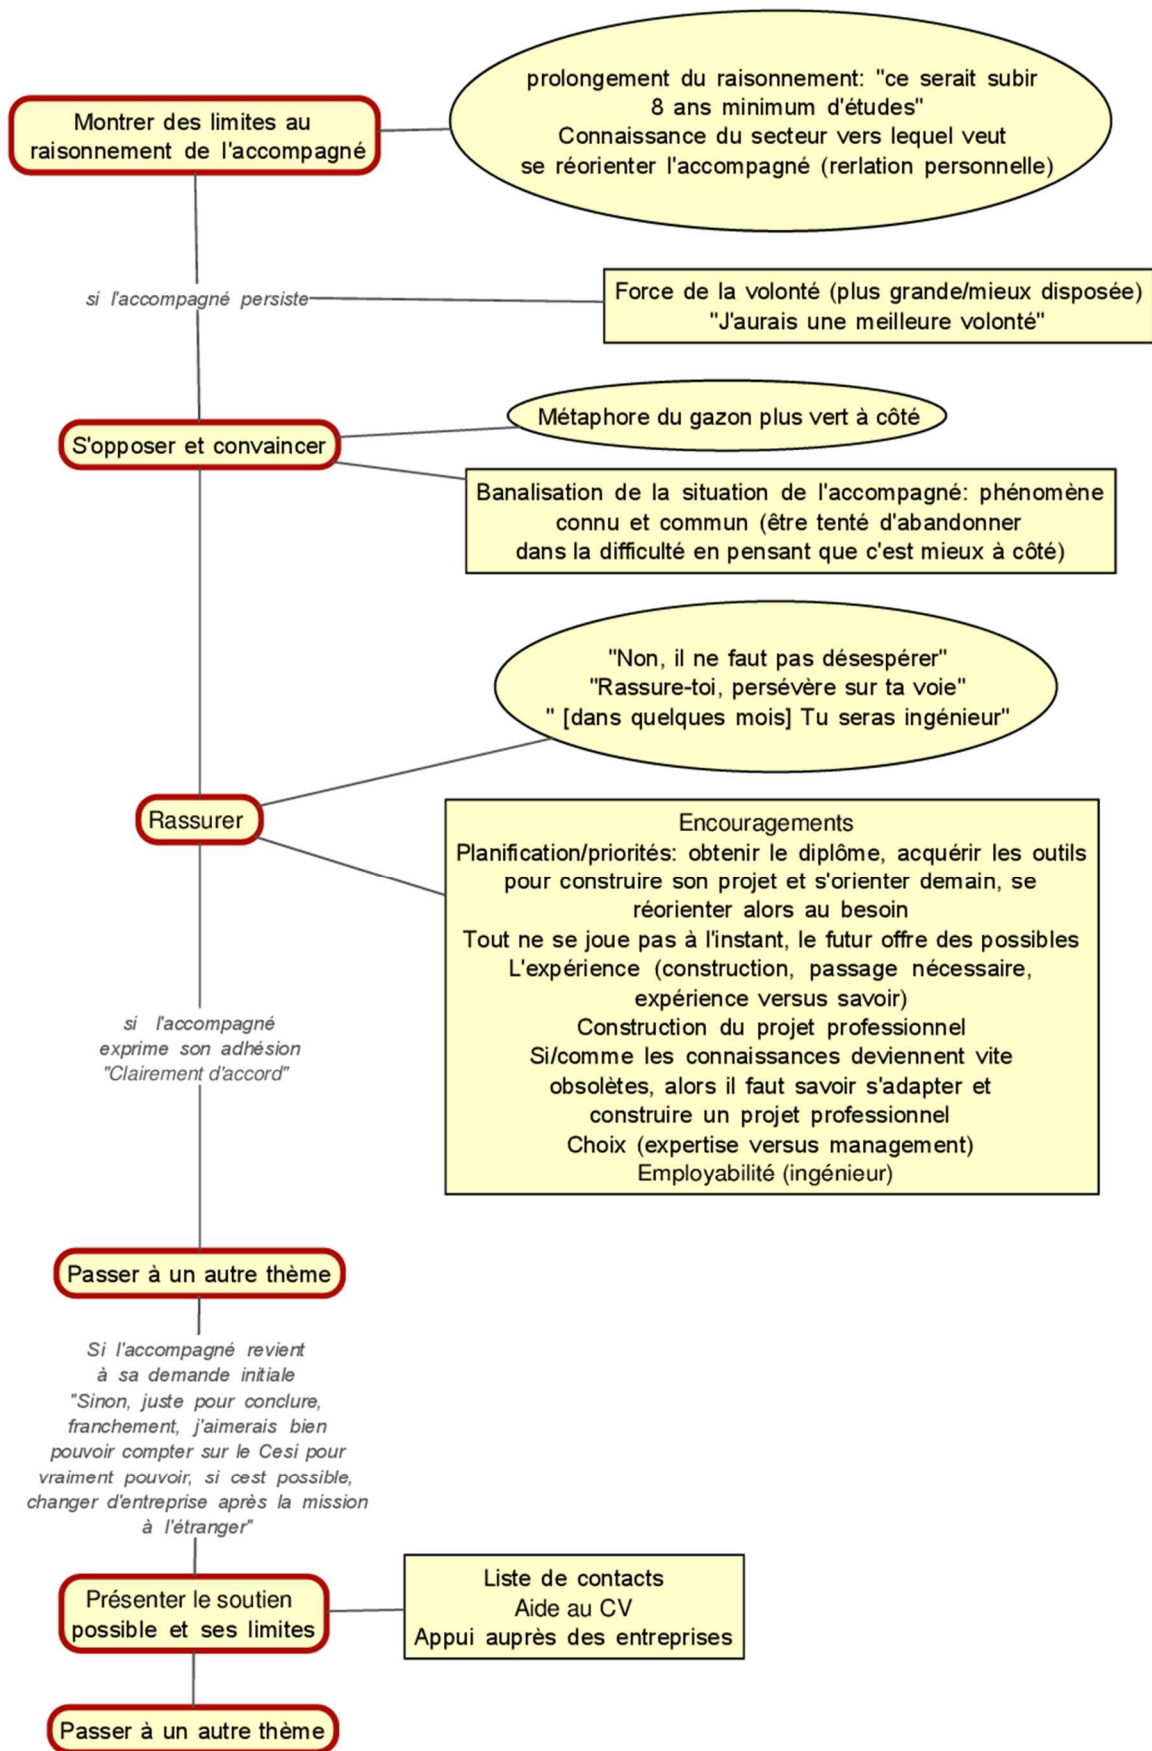 prolongement du raisonnement: "ce serait subir
8 ans minimum d'études"
Connaissance du secteur vers lequel veut
se réorienter l'accompagné (rerlation personnelle)
Montrer des limites au
raisonnement de l'accompagné
si l'accompagné persiste
Force de la volonté (plus grande/mieux disposée)
"J'aurais une meilleure volonté"
S'opposer et convaincer
Métaphore du gazon plus vert à côté
Banalisation de la situation de l'accompagné: phénomène
connu et commun (être tenté d'abandonner
dans la difficulté en pensant que c'est mieux à côté)
"Non, il ne faut pas désespérer"
"Rassure-toi, persévère sur ta voie"
" [dans quelques mois] Tu seras ingénieur"
Rassurer
Encouragements
Planification/priorités: obtenir le diplôme, acquérir les outils
pour construire son projet et s'orienter demain, se
réorienter alors au besoin
Tout ne se joue pas à l'instant, le futur offre des possibles
L'expérience (construction, passage nécessaire,
expérience versus savoir)
Construction du projet professionnel
Si/comme les connaissances deviennent vite
obsolètes, alors il faut savoir s'adapter et
construire un projet professionnel
Choix (expertise versus management)
Employabilité (ingénieur)
si l'accompagné
exprime son adhésion
"Clairement d'accord"
Passer à un autre thème
Si l'accompagné revient
à sa demande initiale
"Sinon, juste pour conclure,
franchement, j'aimerais bien
pouvoir compter sur le Cesi pour
vraiment pouvoir, si cest possible,
changer d'entreprise après la mission
à l'étranger"
Présenter le soutien
possible et ses limites
Liste de contacts
Aide au CV
Appui auprès des entreprises
Passer à un autre thème